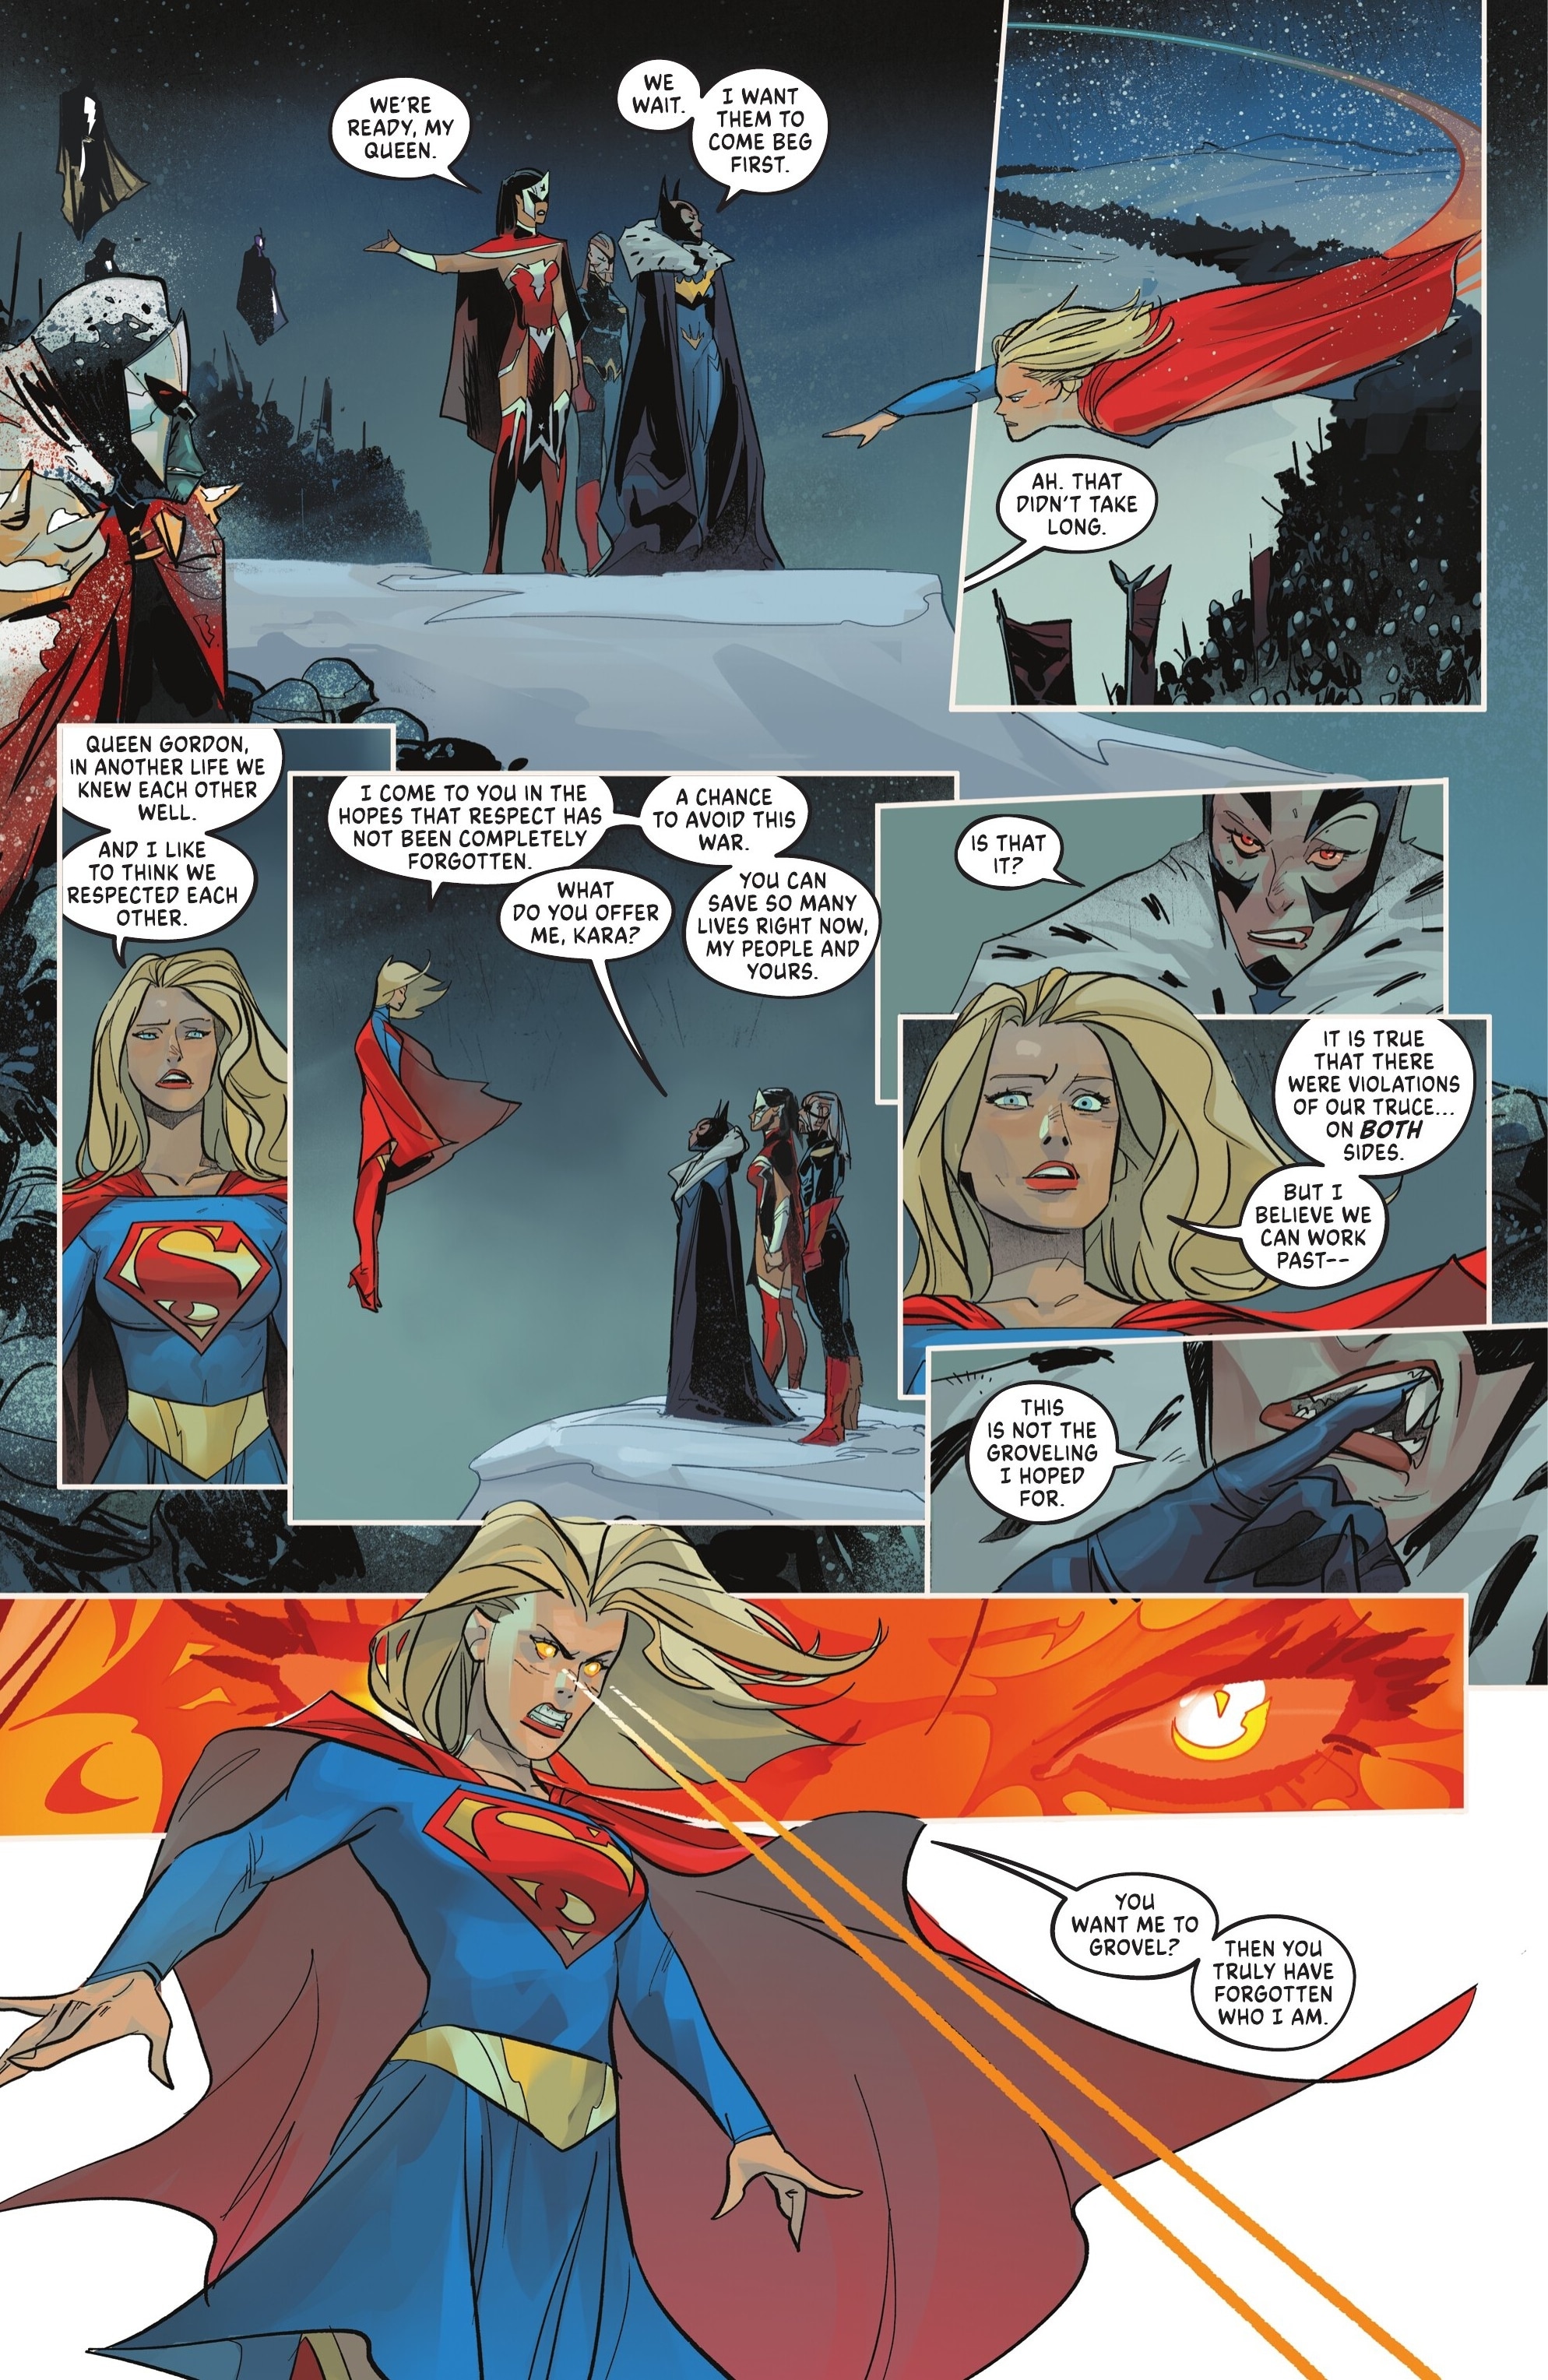 WE'RE
READY, MY
QUEEN.
WE
WAIT.
I WANT
THEM TO
COME BEG
FIRST.
AH. THAT
DIDN'T TAKE
LONG.
QUEEN GORDON,
IN ANOTHER LIFE WE
KNEW EACH OTHER
WELL.
AND I LIKE
TO THINK WE
RESPECTED EACH
OTHER.
I COME TO YOU IN THE
HOPES THAT RESPECT HAS
NOT BEEN COMPLETELY
FORGOTTEN.
A CHANCE
TO AVOID THIS
WAR.
WHAT
DO YOU OFFER
ME, KARA?
YOU CAN
SAVE SO MANY
LIVES RIGHT NOW,
MY PEOPLE AND
YOURS.
IS THAT
IT?
IT IS TRUE
THAT THERE
WERE VIOLATIONS
OF OUR TRUCE...
ON BOTH
SIDES.
BUT I
BELIEVE WE
CAN WORK
PAST--
THIS
IS NOT THE
GROVELING
I HOPED
FOR.
YOU
WANT ME TO
GROVEL?
THEN YOU
TRULY HAVE
FORGOTTEN
WHO I AM.